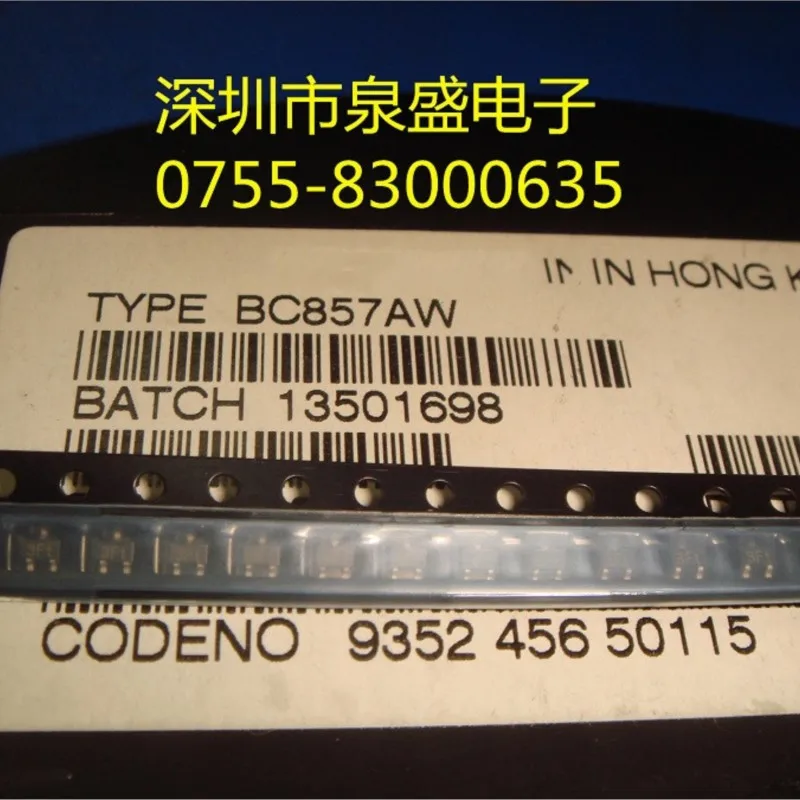 深圳市泉盛电子
0755-83000635
IN HONG
TYPE BC857AW
BATCH 13501698
CODENO 9352 456 50115